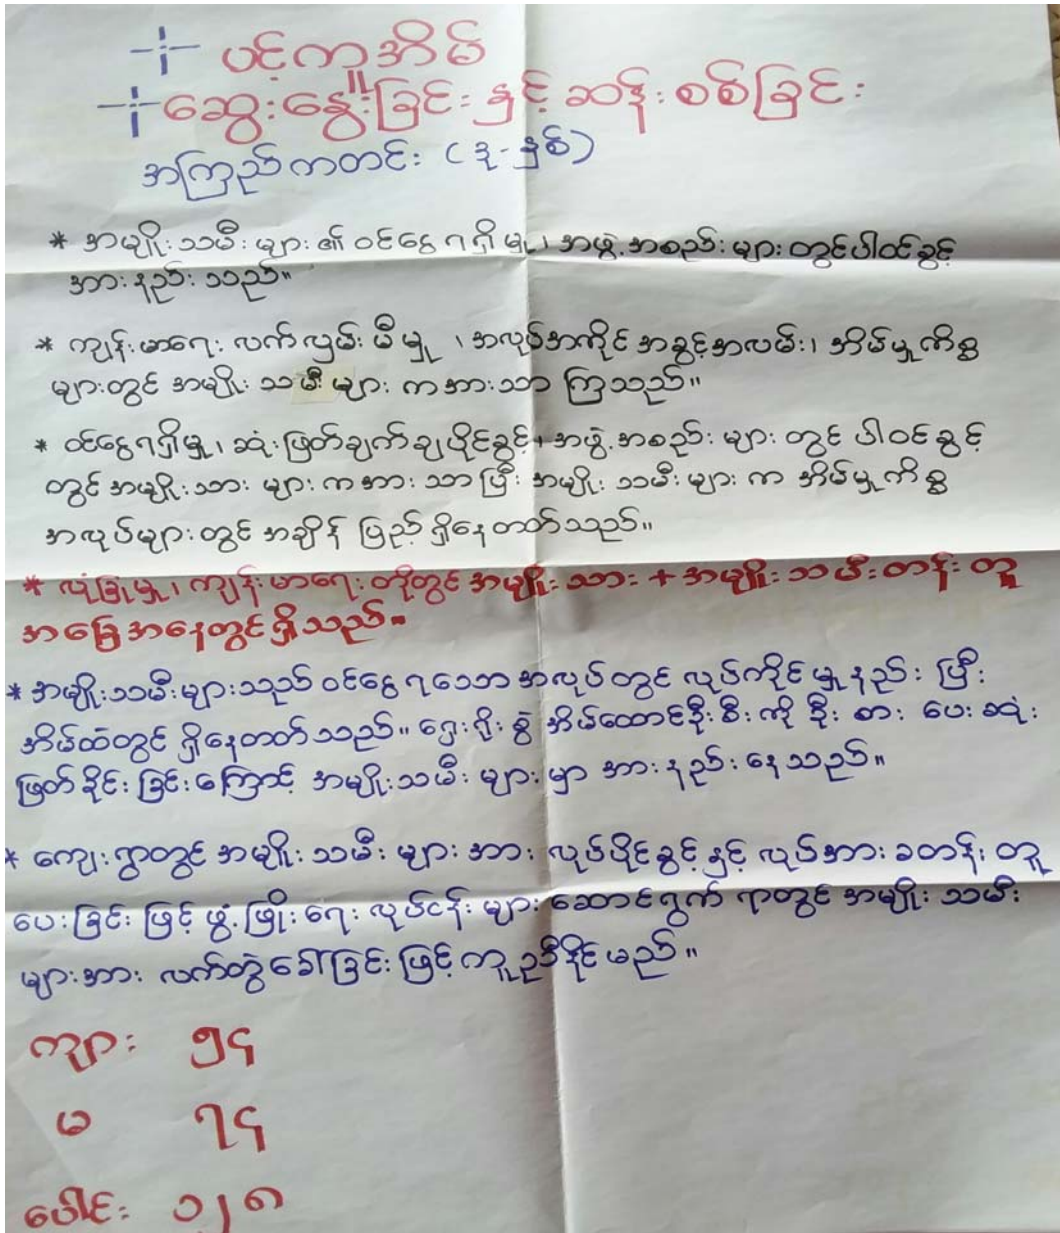 ပင့်ကူအိမ်
ဆွေးနွေးခြင်းနှင့် ဆန်းစစ်ခြင်း
အကြည်ကတင်း (ဒု-နှစ်)
* အမျိုးသမီးများ၏ ဝင်ငွေရရှိမှု၊ အဖွဲ့အစည်းများတွင်ပါဝင်ခွင့်
အားနည်းသည်။
* ကျန်းမာရေးလက်လှမ်းမီမှု၊ အလုပ်အကိုင်အခွင့်အလမ်း၊ အိမ်မှုကိစ္စ
များတွင် အမျိုးသမီးများ ကအားသာကြသည်။
* ဝင်ငွေရရှိမှု၊ ဆုံးဖြတ်ချက်ချပိုင်ခွင့်၊ အဖွဲ့အစည်းများ တွင် ပါဝင်ခွင့်
တွင် အမျိုးသားများကအားသာပြီး အမျိုးသမီးများက အိမ်မှုကိစ္စ
အလုပ်များတွင် အချိန်ပြည့်ရှိနေတတ်သည်။
* လုံခြုံမှု၊ ကျန်းမာရေးတို့တွင် အမျိုးသား + အမျိုးသမီးတန်းတူ
အခြေအနေတွင်ရှိသည်။
* အမျိုးသမီးများသည် ဝင်ငွေရသောအလုပ်တွင် လုပ်ကိုင်မှုနည်းပြီး
အိမ်ထဲတွင် ရှိနေတတ်သည်။ ရှေးရိုးစွဲ အိမ်ထောင်ဦးစီးကို ဦးစားပေးဆုံး
ဖြတ်ခိုင်းခြင်းကြောင့် အမျိုးသမီးများမှာ အားနည်းနေသည်။
* ကျေးရွာတွင် အမျိုးသမီးများအား လုပ်ပိုင်ခွင့်နှင့် လုပ်အားခတန်းတူ
ပေးခြင်းဖြင့် ဖွံ့ဖြိုးရေးလုပ်ငန်းများဆောင်ရွက်ရာတွင် အမျိုးသမီး
များအား လက်တွဲခေါ်ခြင်းဖြင့်ကူညီနိုင်မည်။
ကျား ၅၄
မ ၇၄
ပေါင်း ၁၂၈